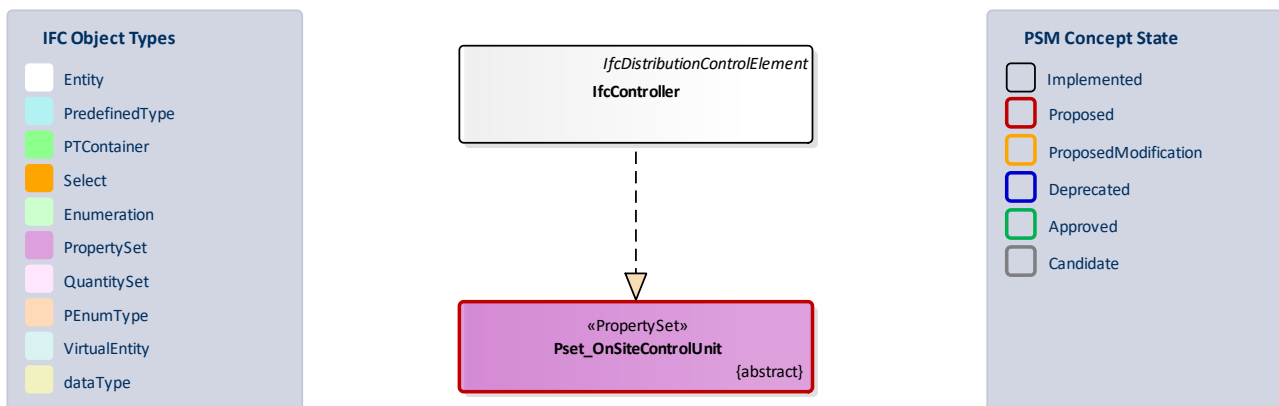 IFC Object Types
Entity
PredefinedType
PTContainer
Select
Enumeration
PropertySet
QuantitySet
PEnumType
VirtualEntity
dataType
IfcDistributionControlElement
IfcController
«PropertySet»
Pset_OnSiteControlUnit
{abstract}
PSM Concept State
Implemented
Proposed
ProposedModification
Deprecated
Approved
Candidate